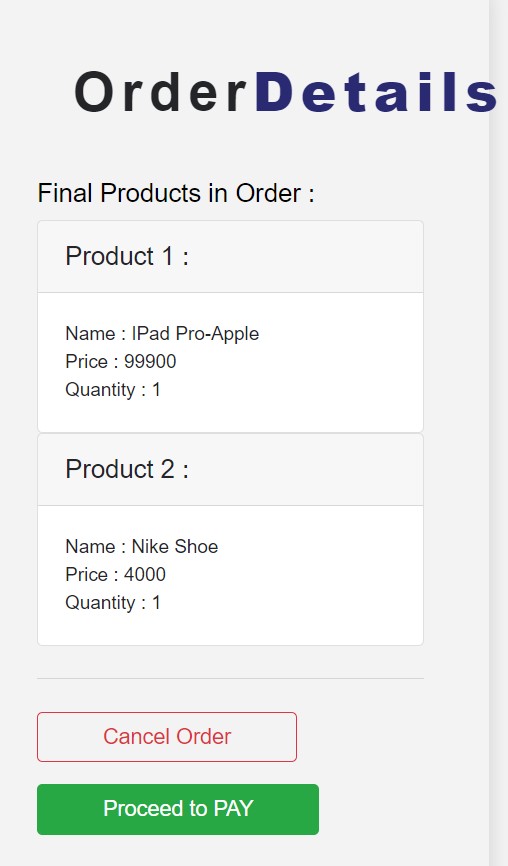 OrderDetails
Final Products in Order :
Product 1 :
Name : IPad Pro-Apple
Price : 99900
Quantity : 1
Product 2 :
Name : Nike Shoe
Price : 4000
Quantity : 1
Cancel Order
Proceed to PAY